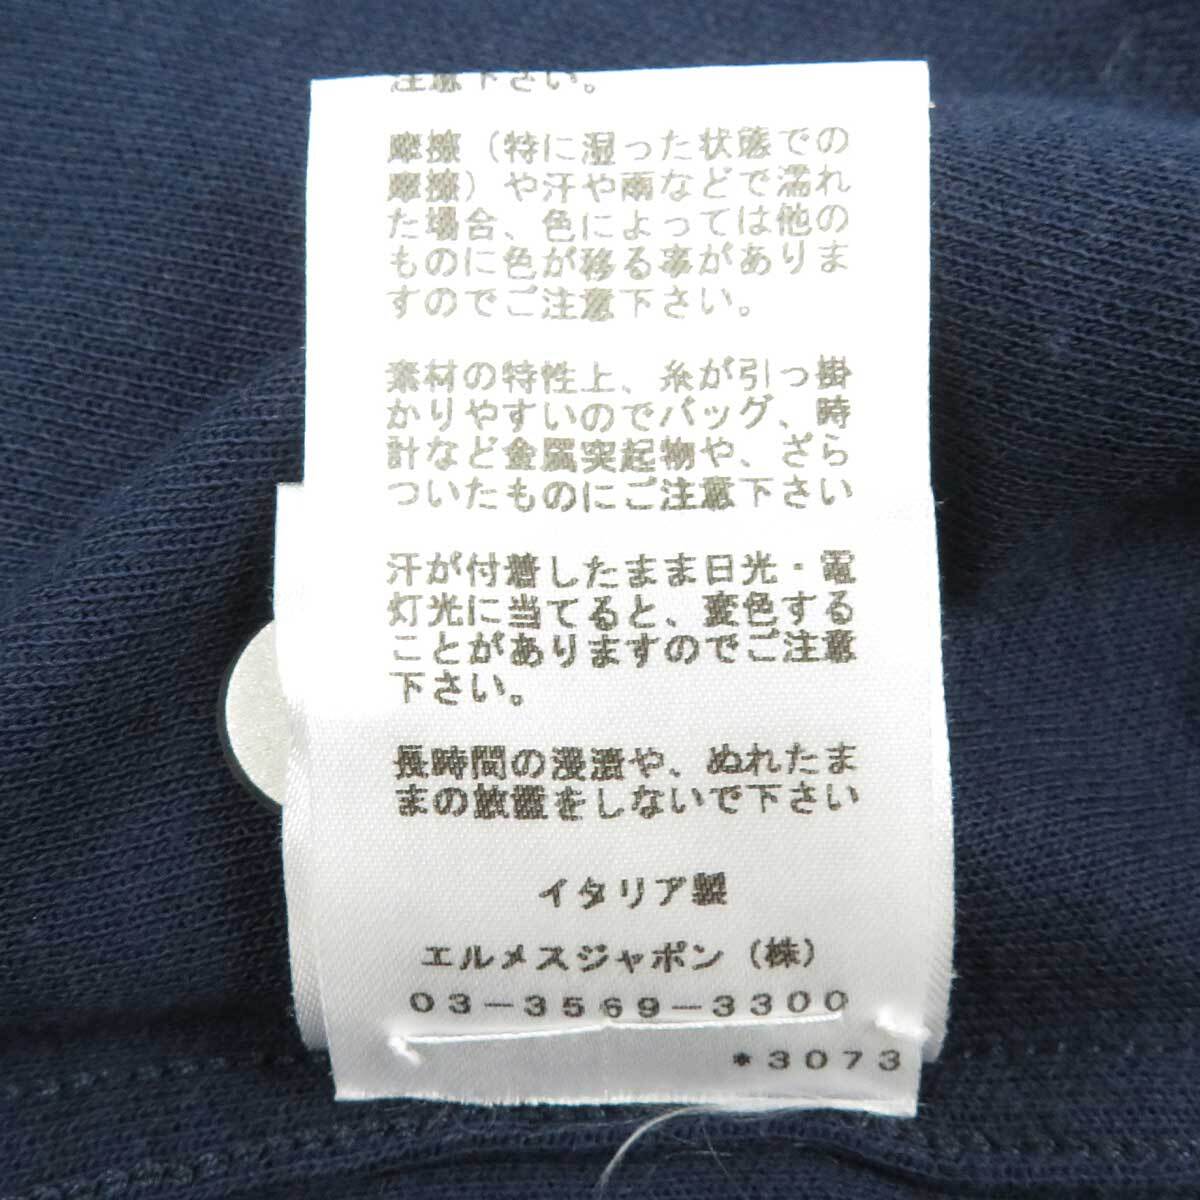 注意下さい。
摩擦（特に湿った状態での
摩擦）や汗や雨などで濡れ
た場合、色によっては他の
ものに色が移る事がありま
すのでご注意下さい。
素材の特性上、糸が引っ掛
かりやすいのでバッグ、時
計など金属突起物や、ざら
ついたものにご注意下さい
汗が付着したまま日光・電
灯光に当てると、変色する
ことがありますのでご注意
下さい。
長時間の浸漬や、ぬれたま
まの放置をしないで下さい
イタリア製
エルメスジャポン（株）
03-3569-3300
*3073